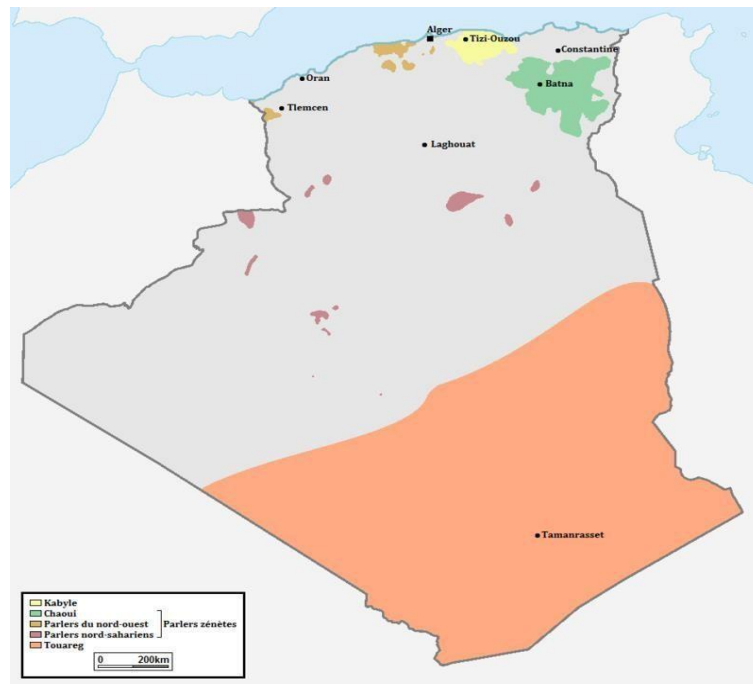 Alger
Tizi-Ouzou
Constantine
Oran
Batna
Tlemcen
Laghouat
Tamanrasset
Kabyle
Chaoui
Parlers du nord-ouest
Parlers zénètes
Parlers nord-sahariens
Touareg
0 200km